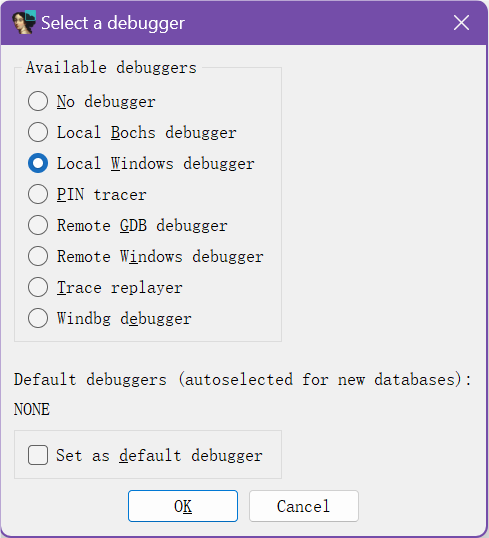 Select a debugger
Available debuggers
No debugger
Local Bochs debugger
Local Windows debugger
PIN tracer
Remote GDB debugger
Remote Windows debugger
Trace replayer
Windbg debugger
Default debuggers (autoselected for new databases):
NONE
Set as default debugger
OK
Cancel